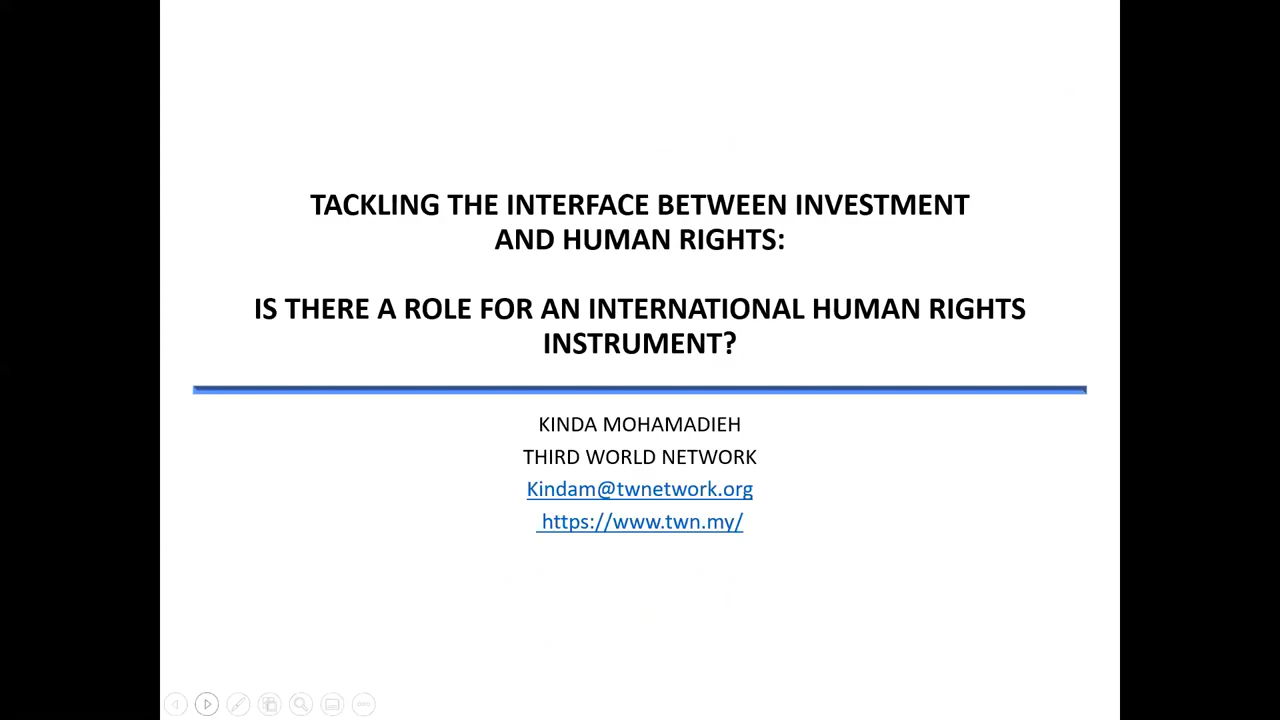 TACKLING THE INTERFACE BETWEEN INVESTMENT
AND HUMAN RIGHTS:
IS THERE A ROLE FOR AN INTERNATIONAL HUMAN RIGHTS
INSTRUMENT?
KINDA MOHAMADIEH
THIRD WORLD NETWORK
Kindam@twnetwork.org
https://www.twn.my/